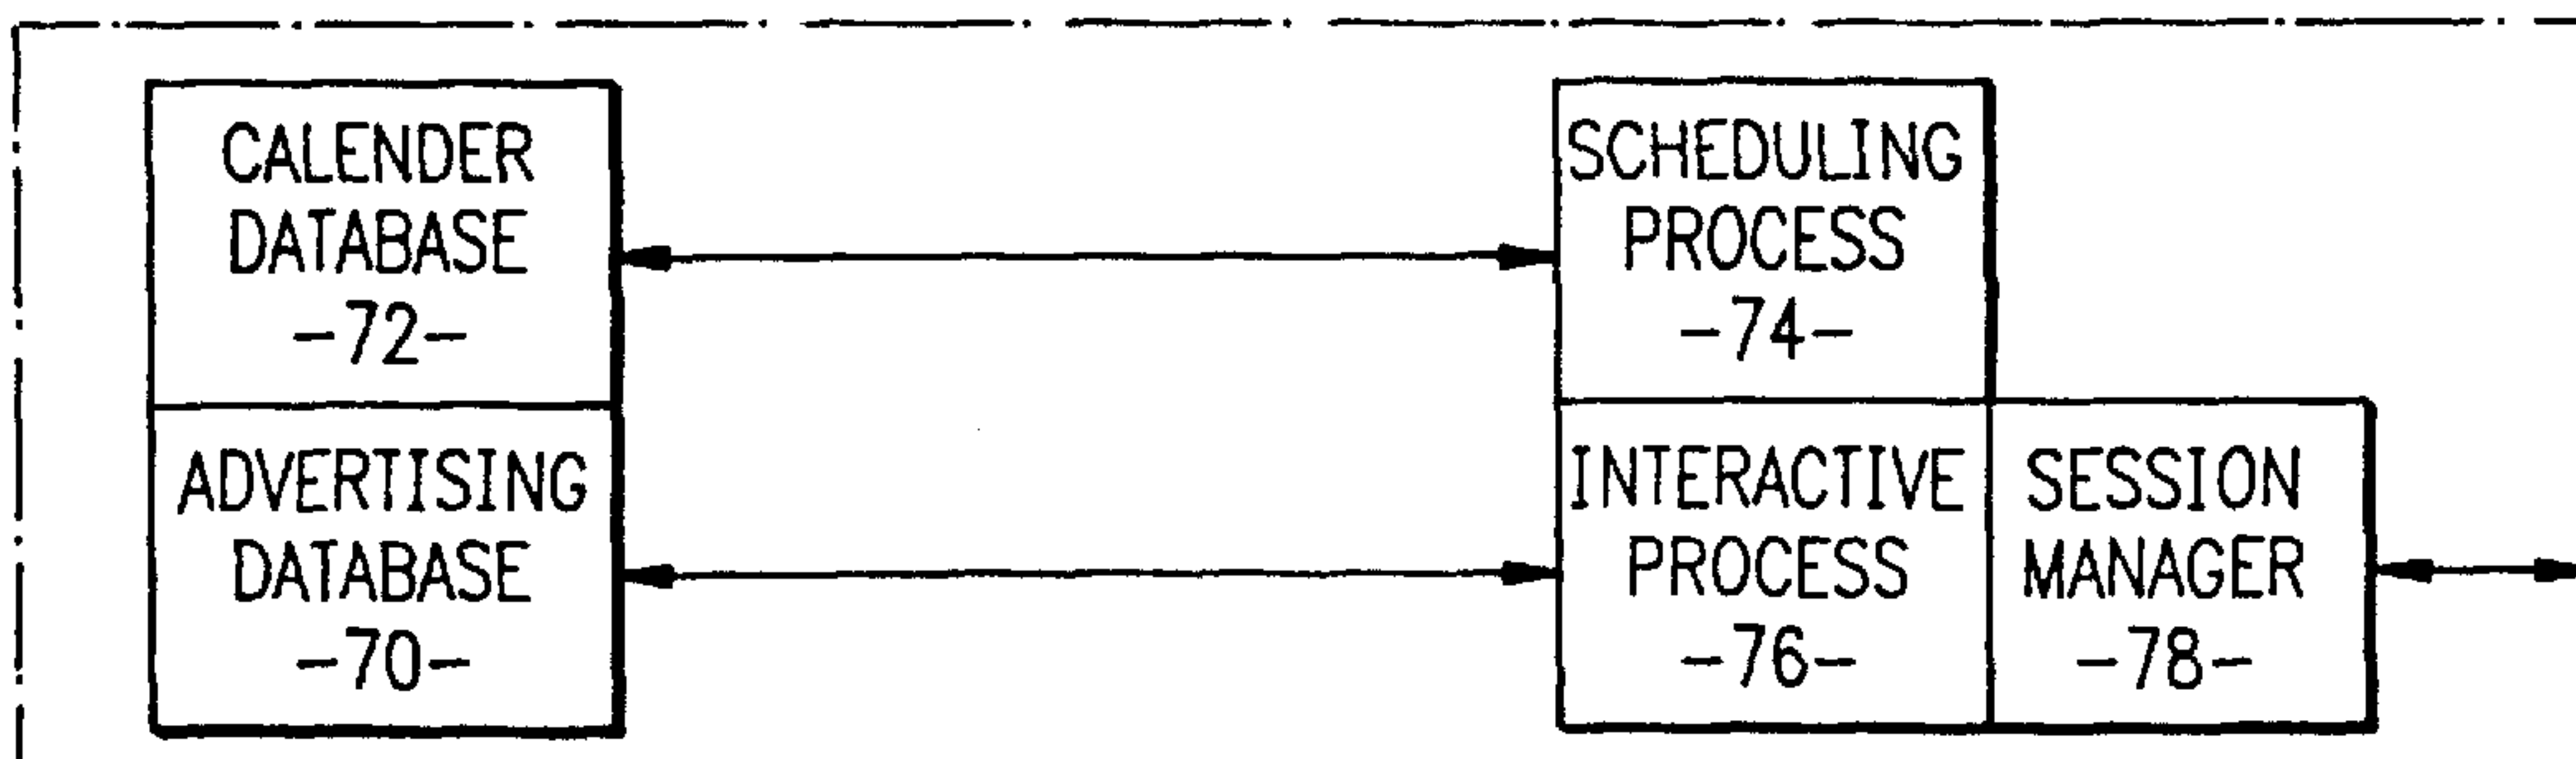 CALENDER
DATABASE
-72-
ADVERTISING
DATABASE
-70-
SCHEDULING
PROCESS
-74-
INTERACTIVE
PROCESS
-76-
SESSION
MANAGER
-78-